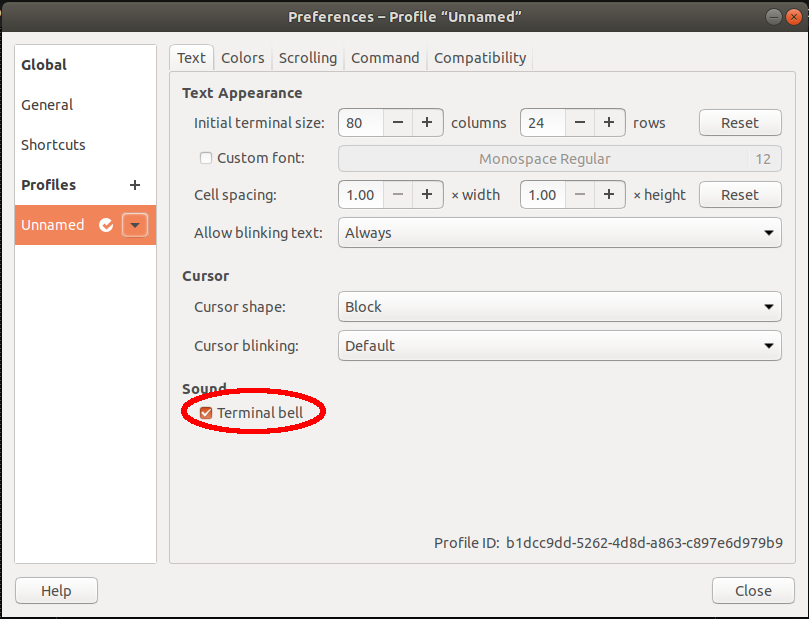 Preferences – Profile “Unnamed”
Global
General
Shortcuts
Profiles +
Unnamed
Text Colors Scrolling Command Compatibility
Text Appearance
Initial terminal size: 80 − + columns 24 − + rows Reset
Custom font: Monospace Regular 12
Cell spacing: 1.00 − + × width 1.00 − + × height Reset
Allow blinking text: Always
Cursor
Cursor shape: Block
Cursor blinking: Default
Sound
Terminal bell
Profile ID: b1dcc9dd-5262-4d8d-a863-c897e6d979b9
Help Close